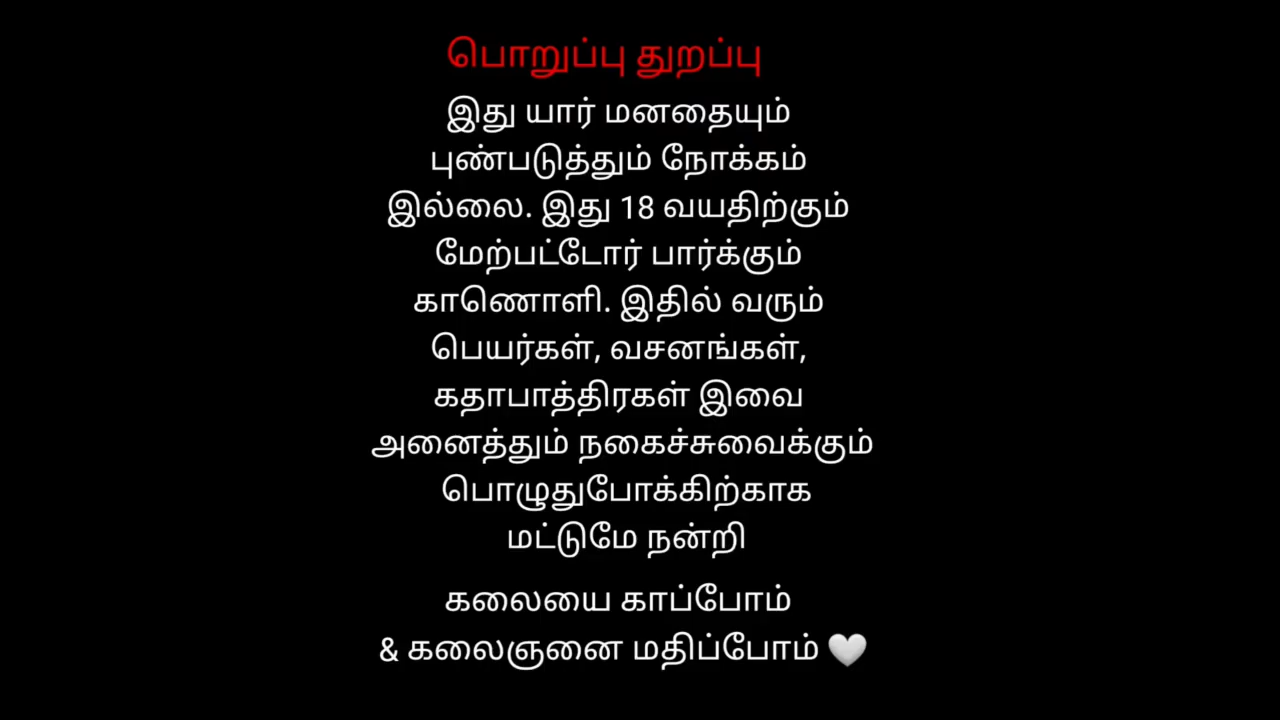 பொறுப்பு துறப்பு
இது யார் மனதையும்
புண்படுத்தும் நோக்கம்
இல்லை. இது 18 வயதிற்கும்
மேற்பட்டோர் பார்க்கும்
காணொளி. இதில் வரும்
பெயர்கள், வசனங்கள்,
கதாபாத்திரகள் இவை
அனைத்தும் நகைச்சுவைக்கும்
பொழுதுபோக்கிற்காக
மட்டுமே நன்றி
கலையை காப்போம்
& கலைஞனை மதிப்போம் 🤍